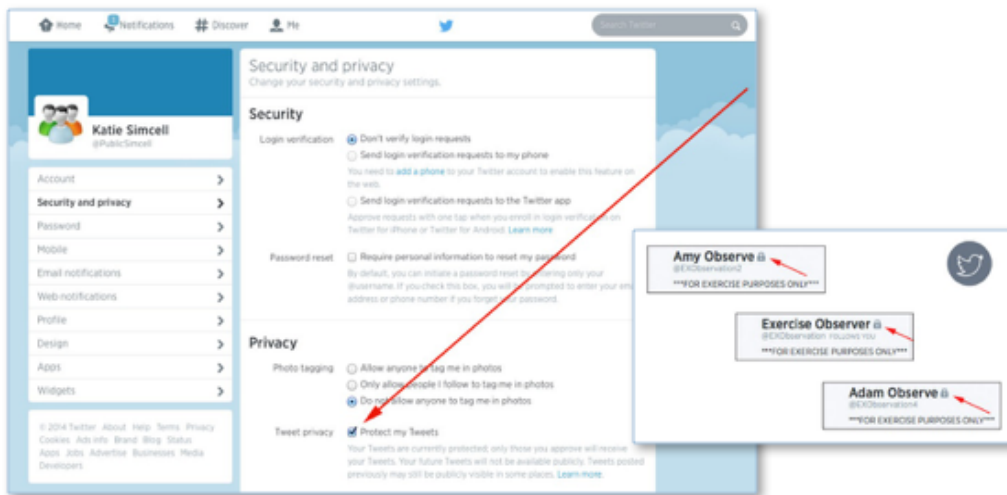 Home Notifications Discover Me Search Twitter
Katie Simcell
@PublicSimcell
Account
Security and privacy
Password
Mobile
Email notifications
Web notifications
Profile
Design
Apps
Widgets
© 2014 Twitter About Help Terms Privacy
Cookies Ads info Brand Blog Status
Apps Jobs Advertise Businesses Media
Developers
Security and privacy
Change your security and privacy settings.
Security
Login verification Don't verify login requests
Send login verification requests to my phone
You need to add a phone to your Twitter account to enable this feature on
the web.
Send login verification requests to the Twitter app
Approve requests with one tap when you enroll in login verification on
Twitter for iPhone or Twitter for Android. Learn more
Password reset Require personal information to reset my password
By default, you can initiate a password reset by entering only your
@username. If you check this box, you will be prompted to enter your
address or phone number if you forget your password.
Privacy
Photo tagging Allow anyone to tag me in photos
Only allow people I follow to tag me in photos
Do not allow anyone to tag me in photos
Tweet privacy Protect my Tweets
Your Tweets are currently protected; only those you approve will receive
your Tweets. Your future Tweets will not be available publicly. Tweets posted
previously may still be publicly visible in some places. Learn more.
Amy Observe
@EXObservation2
***FOR EXERCISE PURPOSES ONLY***
Exercise Observer
@EXObservation FOLLOWS YOU
***FOR EXERCISE PURPOSES ONLY***
Adam Observe
@EXObservation4
***FOR EXERCISE PURPOSES ONLY***